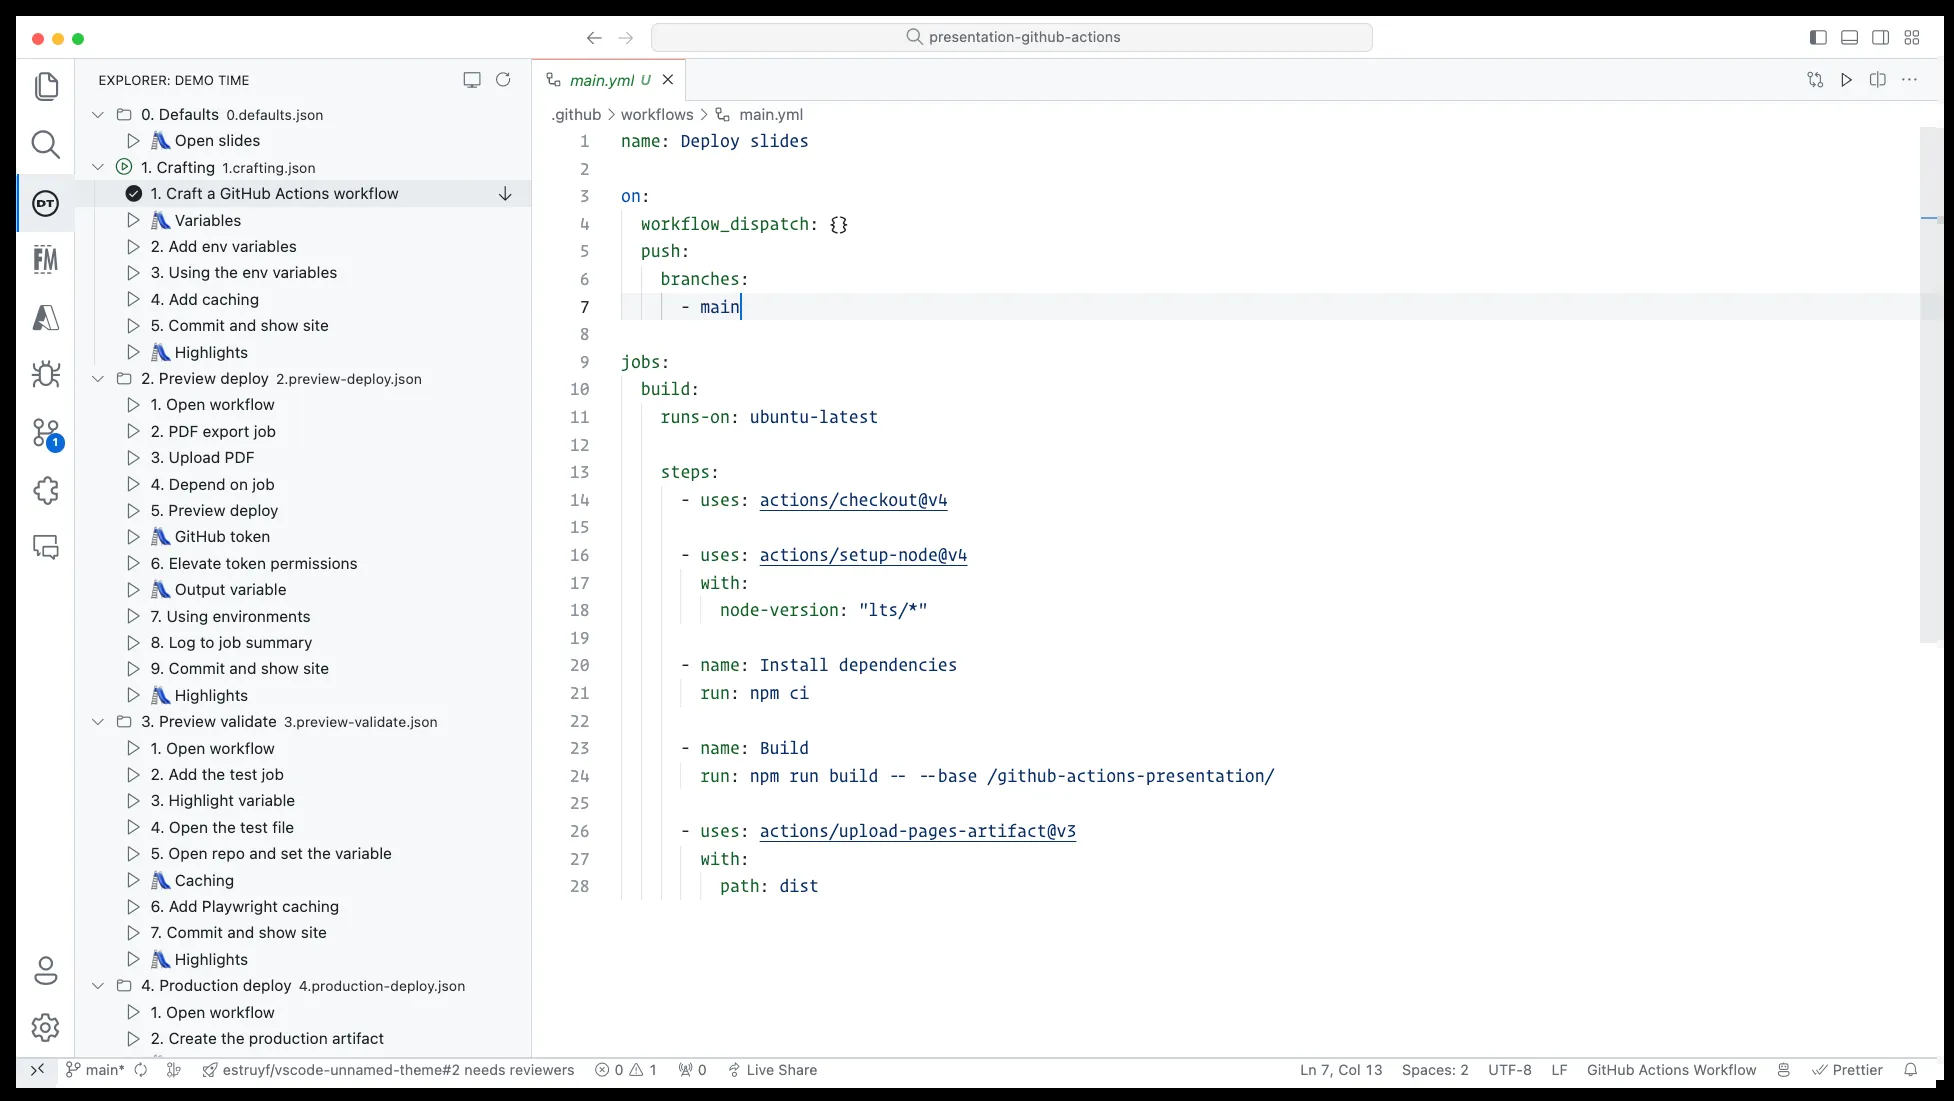 presentation-github-actions
EXPLORER: DEMO TIME
0. Defaults 0.defaults.json
Open slides
1. Crafting 1.crafting.json
1. Craft a GitHub Actions workflow
Variables
2. Add env variables
3. Using the env variables
4. Add caching
5. Commit and show site
Highlights
2. Preview deploy 2.preview-deploy.json
1. Open workflow
2. PDF export job
3. Upload PDF
4. Depend on job
5. Preview deploy
GitHub token
6. Elevate token permissions
Output variable
7. Using environments
8. Log to job summary
9. Commit and show site
Highlights
3. Preview validate 3.preview-validate.json
1. Open workflow
2. Add the test job
3. Highlight variable
4. Open the test file
5. Open repo and set the variable
Caching
6. Add Playwright caching
7. Commit and show site
Highlights
4. Production deploy 4.production-deploy.json
1. Open workflow
2. Create the production artifact
DT
FM
1
main.yml U
.github > workflows > main.yml
1 name: Deploy slides
2
3 on:
4 workflow_dispatch: {}
5 push:
6 branches:
7 - main
8
9 jobs:
10 build:
11 runs-on: ubuntu-latest
12
13 steps:
14 - uses: actions/checkout@v4
15
16 - uses: actions/setup-node@v4
17 with:
18 node-version: "lts/*"
19
20 - name: Install dependencies
21 run: npm ci
22
23 - name: Build
24 run: npm run build -- --base /github-actions-presentation/
25
26 - uses: actions/upload-pages-artifact@v3
27 with:
28 path: dist
main* estruyf/vscode-unnamed-theme#2 needs reviewers 0 1 0 Live Share Ln 7, Col 13 Spaces: 2 UTF-8 LF GitHub Actions Workflow Prettier